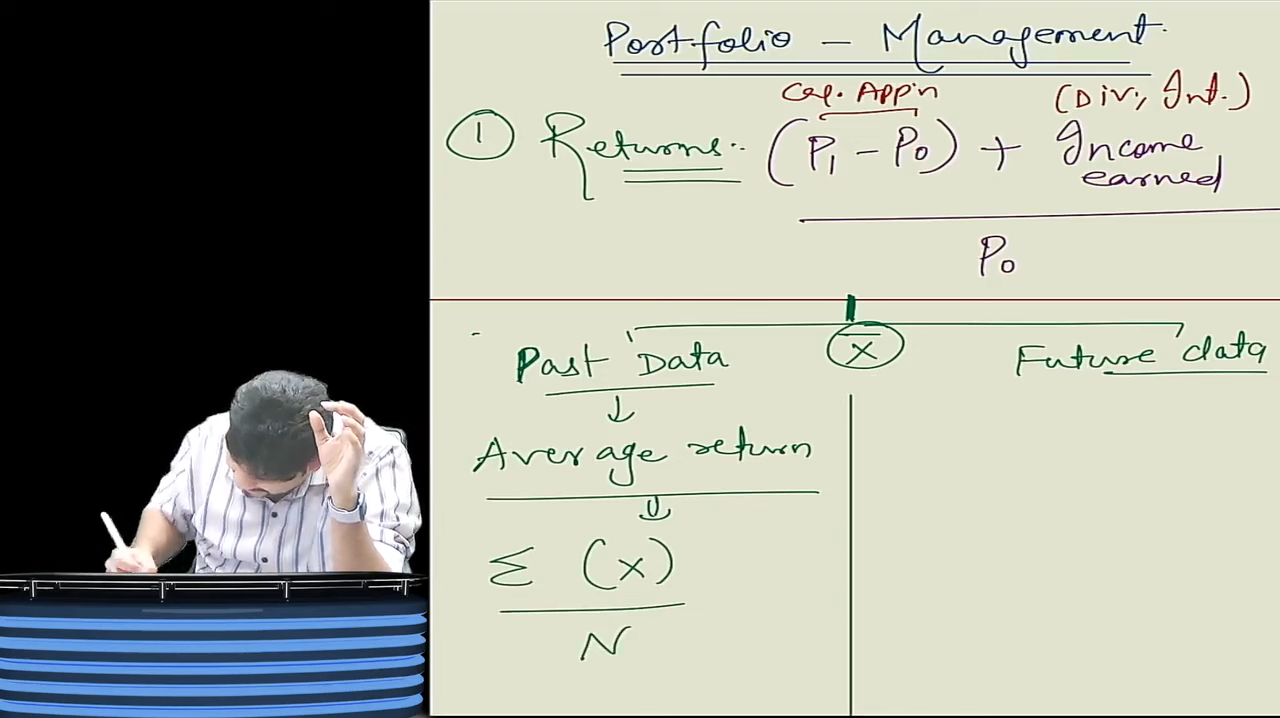 Portfolio - Management.
Cap. App'n (Div., Int.)
① Returns:. (P₁ - P₀) + Income earned
P₀
Past Data x̄ Future data
↓
Average return
↓
Σ (x)
N